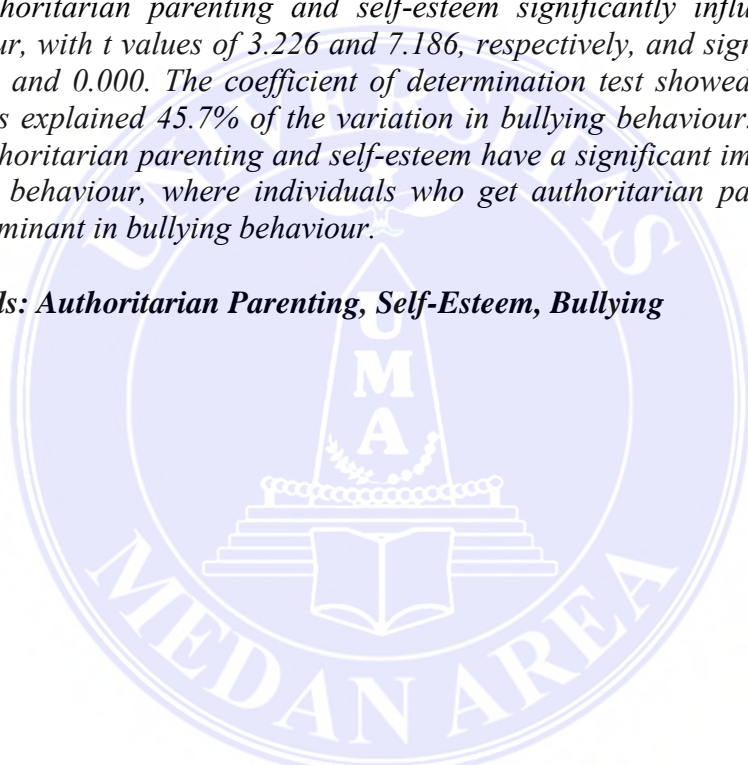 horitarian parenting and self-esteem significantly influ
ur, with t values of 3.226 and 7.186, respectively, and sign
and 0.000. The coefficient of determination test showed
s explained 45.7% of the variation in bullying behaviour.
horitarian parenting and self-esteem have a significant im
behaviour, where individuals who get authoritarian pa
minant in bullying behaviour.
ds: Authoritarian Parenting, Self-Esteem, Bullying
UNIVERSITAS
U
M
A
MEDAN AREA